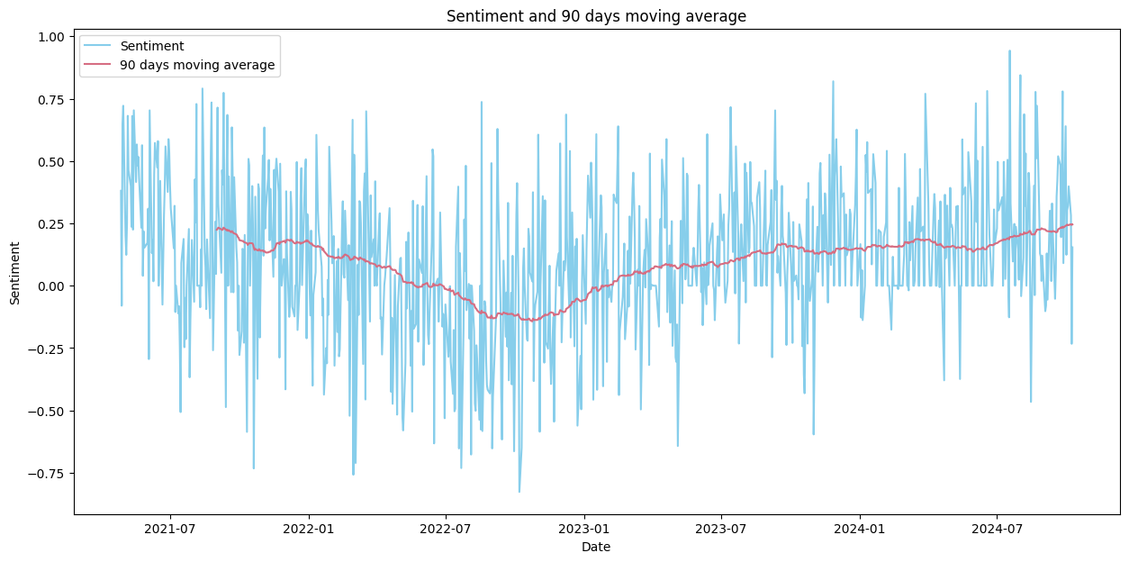 Sentiment and 90 days moving average
Sentiment
90 days moving average
1.00
0.75
0.50
0.25
0.00
−0.25
−0.50
−0.75
Sentiment
2021-07 2022-01 2022-07 2023-01 2023-07 2024-01 2024-07
Date